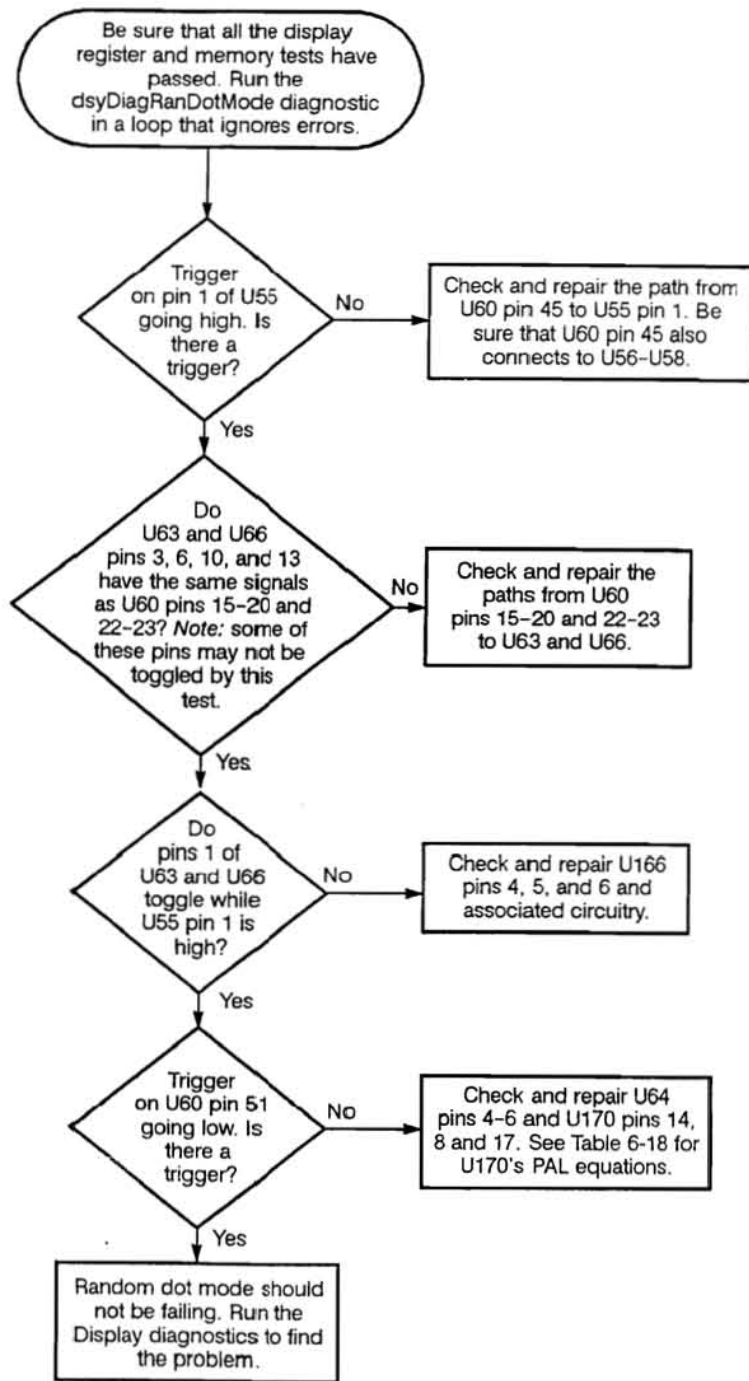 Be sure that all the display
register and memory tests have
passed. Run the
dsyDiagRanDotMode diagnostic
in a loop that ignores errors.
Trigger
on pin 1 of U55
going high. Is
there a
trigger?
No
Check and repair the path from
U60 pin 45 to U55 pin 1. Be
sure that U60 pin 45 also
connects to U56–U58.
Yes
Do
U63 and U66
pins 3, 6, 10, and 13
have the same signals
as U60 pins 15–20 and
22–23? Note: some of
these pins may not be
toggled by this
test.
No
Check and repair the
paths from U60
pins 15–20 and 22–23
to U63 and U66.
Yes
Do
pins 1 of
U63 and U66
toggle while
U55 pin 1 is
high?
No
Check and repair U166
pins 4, 5, and 6 and
associated circuitry.
Yes
Trigger
on U60 pin 51
going low. Is
there a
trigger?
No
Check and repair U64
pins 4–6 and U170 pins 14,
8 and 17. See Table 6-18 for
U170's PAL equations.
Yes
Random dot mode should
not be failing. Run the
Display diagnostics to find
the problem.